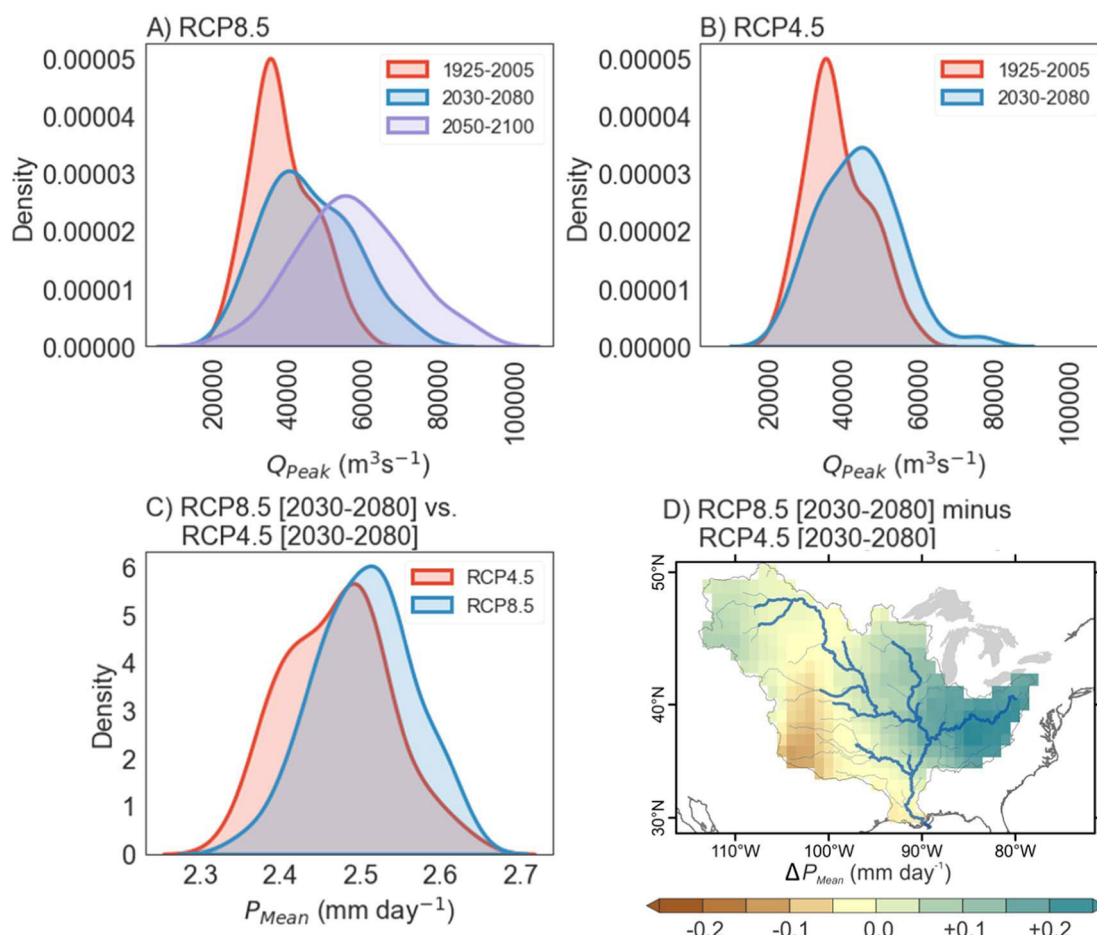 A) RCP8.5
0.00005
0.00004
0.00003
0.00002
0.00001
0.00000
Density
1925-2005
2030-2080
2050-2100
20000
40000
60000
80000
100000
Q_Peak (m³s⁻¹)
B) RCP4.5
0.00005
0.00004
0.00003
0.00002
0.00001
0.00000
Density
1925-2005
2030-2080
20000
40000
60000
80000
100000
Q_Peak (m³s⁻¹)
C) RCP8.5 [2030-2080] vs.
RCP4.5 [2030-2080]
6
5
4
3
2
1
0
Density
RCP4.5
RCP8.5
2.3 2.4 2.5 2.6 2.7
P_Mean (mm day⁻¹)
D) RCP8.5 [2030-2080] minus
RCP4.5 [2030-2080]
50°N
40°N
30°N
110°W 100°W 90°W 80°W
ΔP_Mean (mm day⁻¹)
-0.2 -0.1 0.0 +0.1 +0.2